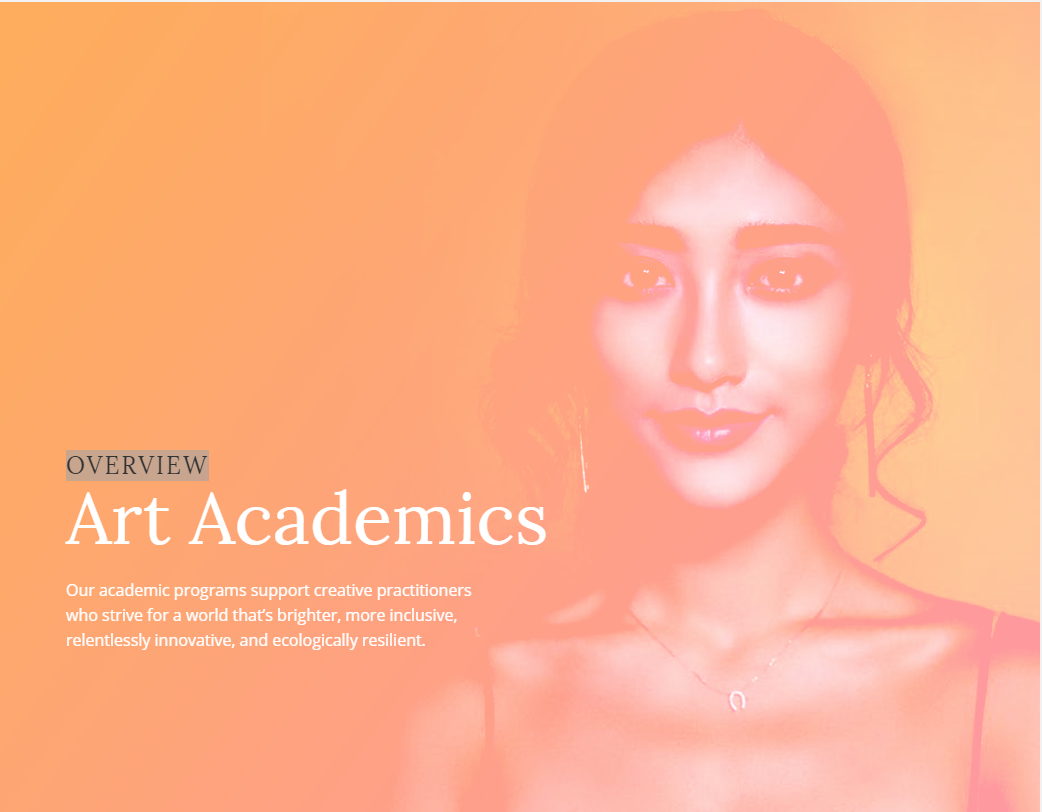 OVERVIEW
Art Academics
Our academic programs support creative practitioners
who strive for a world that's brighter, more inclusive,
relentlessly innovative, and ecologically resilient.